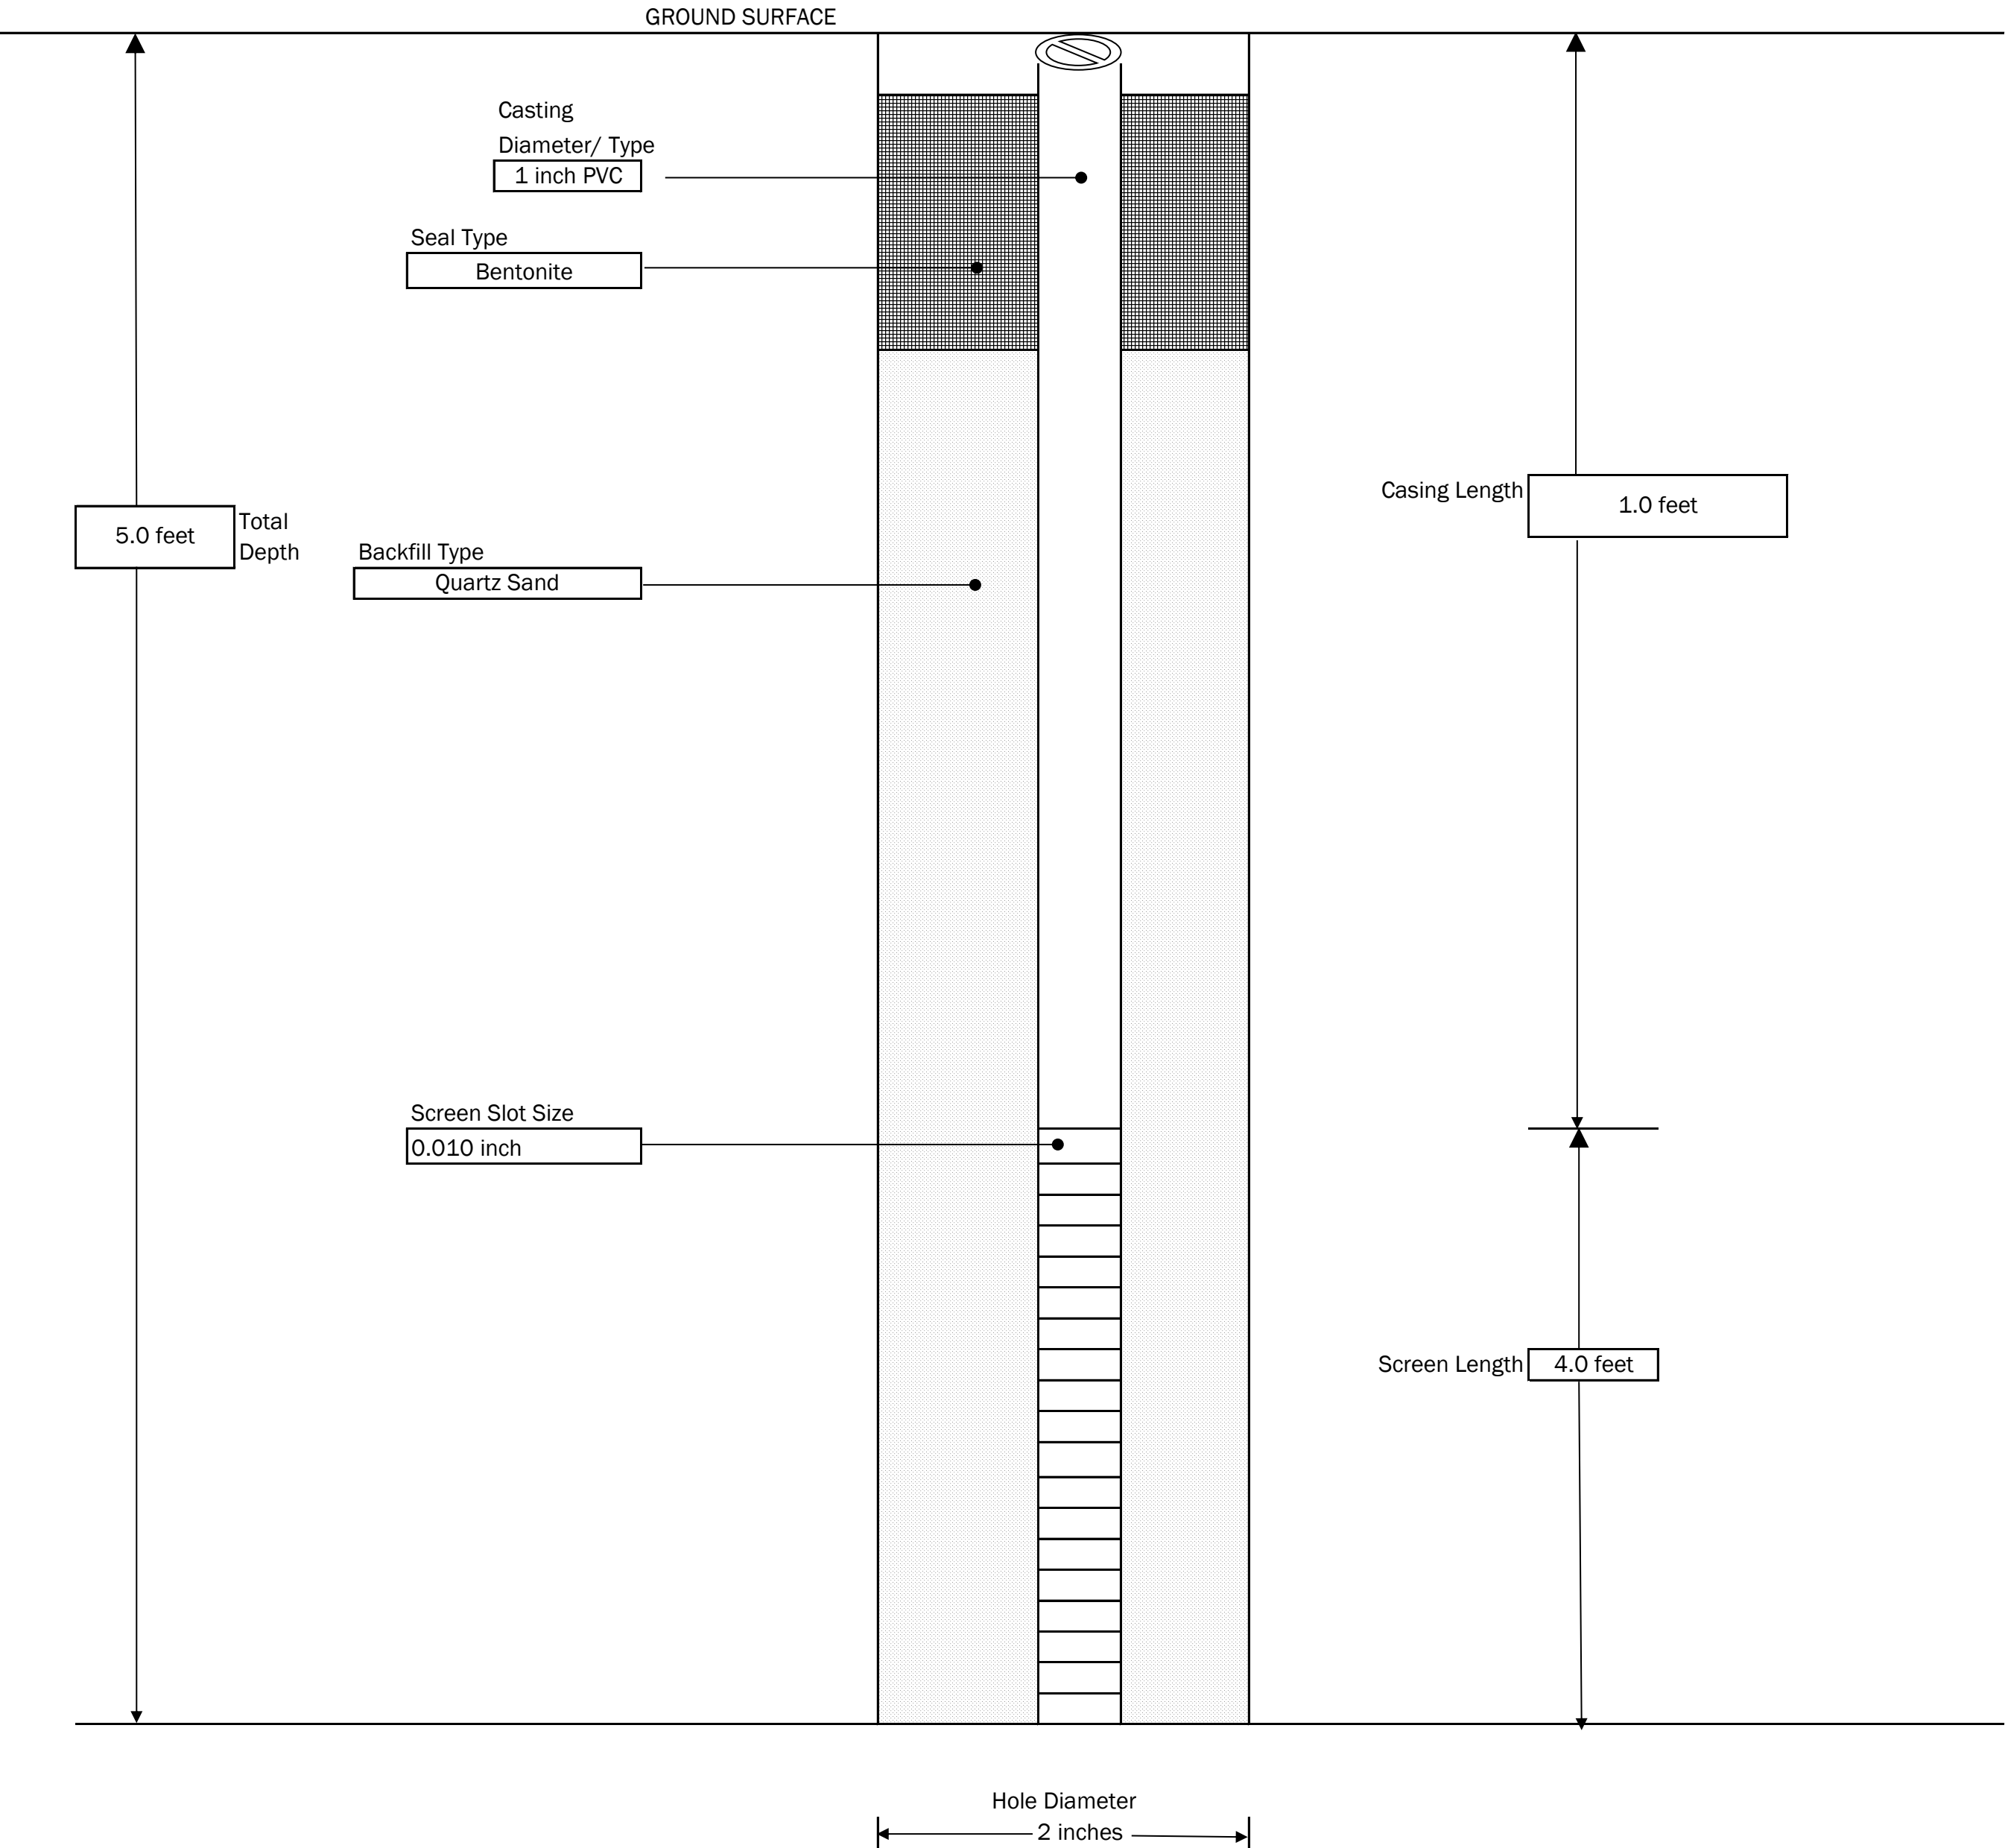 GROUND SURFACE
Casting
Diameter/ Type
1 inch PVC
Seal Type
Bentonite
Casing Length
1.0 feet
5.0 feet
Total
Depth
Backfill Type
Quartz Sand
Screen Slot Size
0.010 inch
Screen Length
4.0 feet
Hole Diameter
2 inches